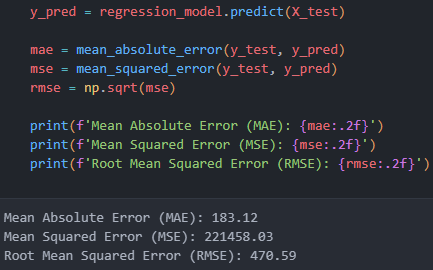 y_pred = regression_model.predict(X_test)
mae = mean_absolute_error(y_test, y_pred)
mse = mean_squared_error(y_test, y_pred)
rmse = np.sqrt(mse)
print(f'Mean Absolute Error (MAE): {mae:.2f}')
print(f'Mean Squared Error (MSE): {mse:.2f}')
print(f'Root Mean Squared Error (RMSE): {rmse:.2f}')
Mean Absolute Error (MAE): 183.12
Mean Squared Error (MSE): 221458.03
Root Mean Squared Error (RMSE): 470.59